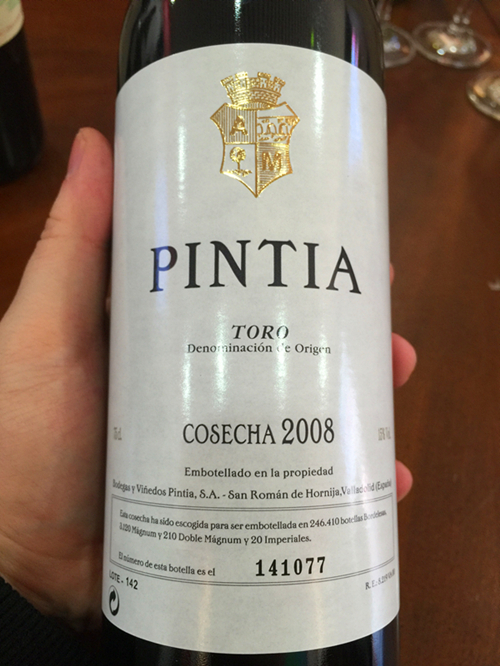 A
M
PINTIA
TORO
Denominación de Origen
COSECHA 2008
Embotellado en la propiedad
Bodegas y Viñedos Pintia, S.A. - San Román de Hornija, Valladolid (España
Esta cosecha ha sido escogida para ser embotellada en 246.410 botellas Bordelesas,
3.120 Mágnum y 210 Doble Mágnum y 20 Imperiales.
El número de esta botella es el 141077
LOTE - 142